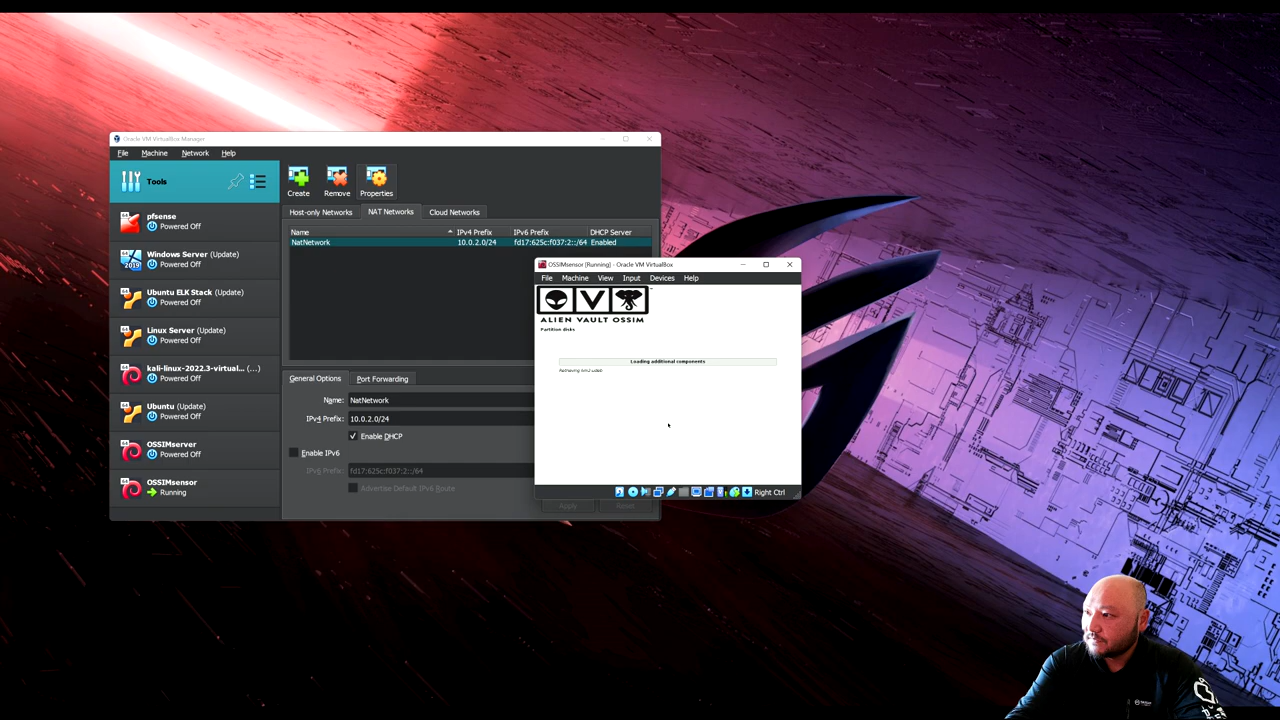 Oracle VM VirtualBox Manager
File Machine Network Help
Tools
Create Remove Properties
Host-only Networks NAT Networks Cloud Networks
Name IPv4 Prefix IPv6 Prefix DHCP Server
NatNetwork 10.0.2.0/24 fd17:625c:f037:2::/64 Enabled
pfsense
Powered Off
Windows Server (Update)
Powered Off
Ubuntu ELK Stack (Update)
Powered Off
Linux Server (Update)
Powered Off
kali-linux-2022.3-virtual... (...)
Powered Off
Ubuntu (Update)
Powered Off
OSSIMserver
Powered Off
OSSIMsensor
Running
General Options Port Forwarding
Name: NatNetwork
IPv4 Prefix: 10.0.2.0/24
Enable DHCP
Enable IPv6
IPv6 Prefix: fd17:625c:f037:2::/64
Advertise Default IPv6 Route
Apply Reset
OSSIMsensor [Running] - Oracle VM VirtualBox
File Machine View Input Devices Help
ALIEN VAULT OSSIM
Partition disks
Loading additional components
Right Ctrl